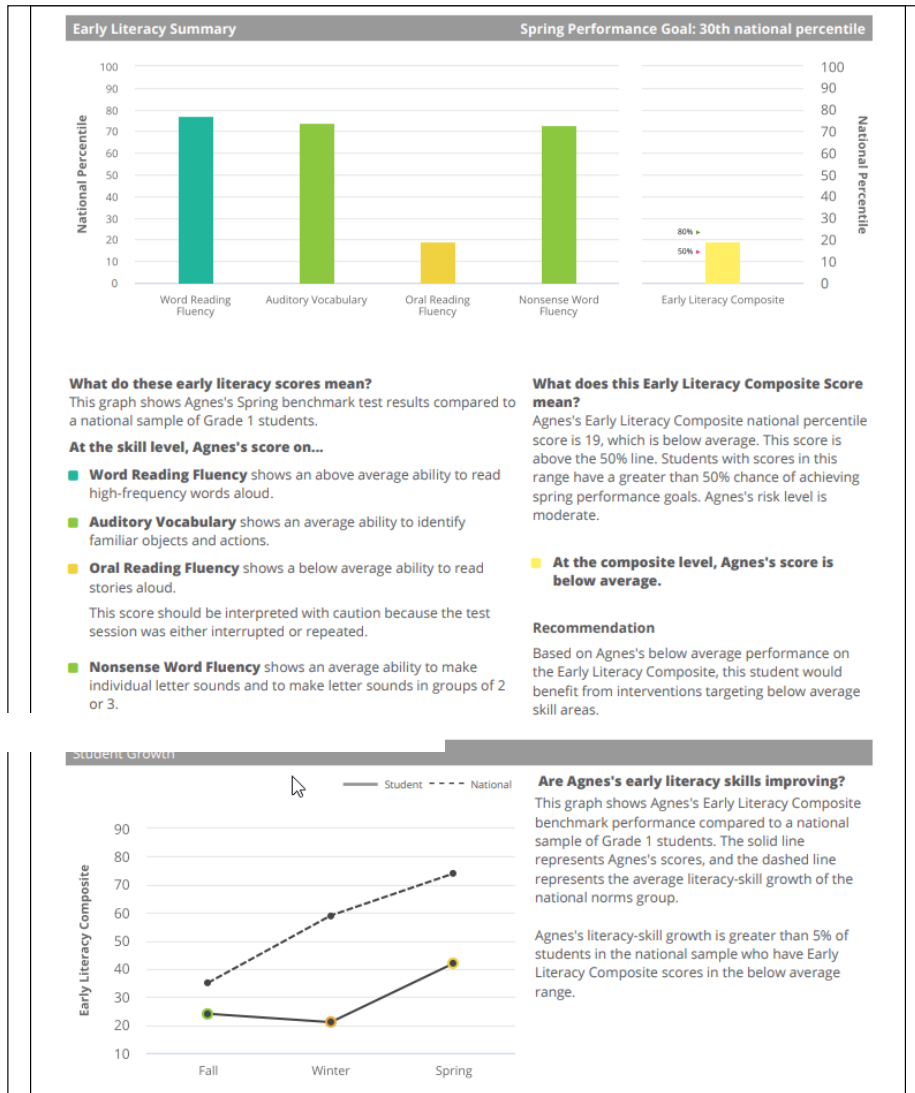 Early Literacy Summary Spring Performance Goal: 30th national percentile
100 100
90 90
80 80
70 70
60 60
50 50
40 40
30 30
20 20
10 10
0 0
National Percentile
National Percentile
80%
50%
Word Reading Fluency
Auditory Vocabulary
Oral Reading Fluency
Nonsense Word Fluency
Early Literacy Composite
What do these early literacy scores mean?
This graph shows Agnes's Spring benchmark test results compared to
a national sample of Grade 1 students.
At the skill level, Agnes's score on...
Word Reading Fluency shows an above average ability to read
high-frequency words aloud.
Auditory Vocabulary shows an average ability to identify
familiar objects and actions.
Oral Reading Fluency shows a below average ability to read
stories aloud.
This score should be interpreted with caution because the test
session was either interrupted or repeated.
Nonsense Word Fluency shows an average ability to make
individual letter sounds and to make letter sounds in groups of 2
or 3.
What does this Early Literacy Composite Score
mean?
Agnes's Early Literacy Composite national percentile
score is 19, which is below average. This score is
above the 50% line. Students with scores in this
range have a greater than 50% chance of achieving
spring performance goals. Agnes's risk level is
moderate.
At the composite level, Agnes's score is
below average.
Recommendation
Based on Agnes's below average performance on
the Early Literacy Composite, this student would
benefit from interventions targeting below average
skill areas.
Student Growth
Student National
90
80
70
60
50
40
30
20
10
Early Literacy Composite
Fall Winter Spring
Are Agnes's early literacy skills improving?
This graph shows Agnes's Early Literacy Composite
benchmark performance compared to a national
sample of Grade 1 students. The solid line
represents Agnes's scores, and the dashed line
represents the average literacy-skill growth of the
national norms group.
Agnes's literacy-skill growth is greater than 5% of
students in the national sample who have Early
Literacy Composite scores in the below average
range.